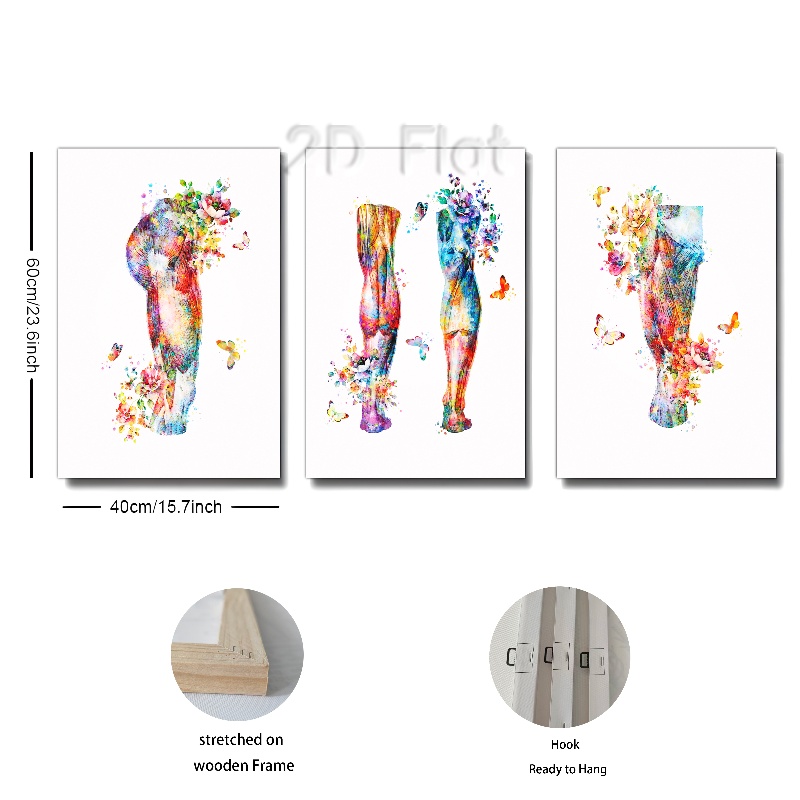 2D Flat
60cm/23.6inch
40cm/15.7inch
stretched on
wooden Frame
Hook
Ready to Hang